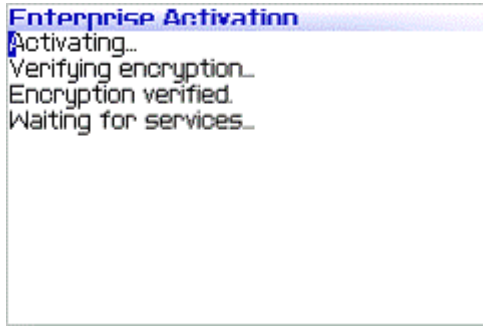 Enterprise Activation
Activating...
Verifying encryption...
Encryption verified.
Waiting for services...